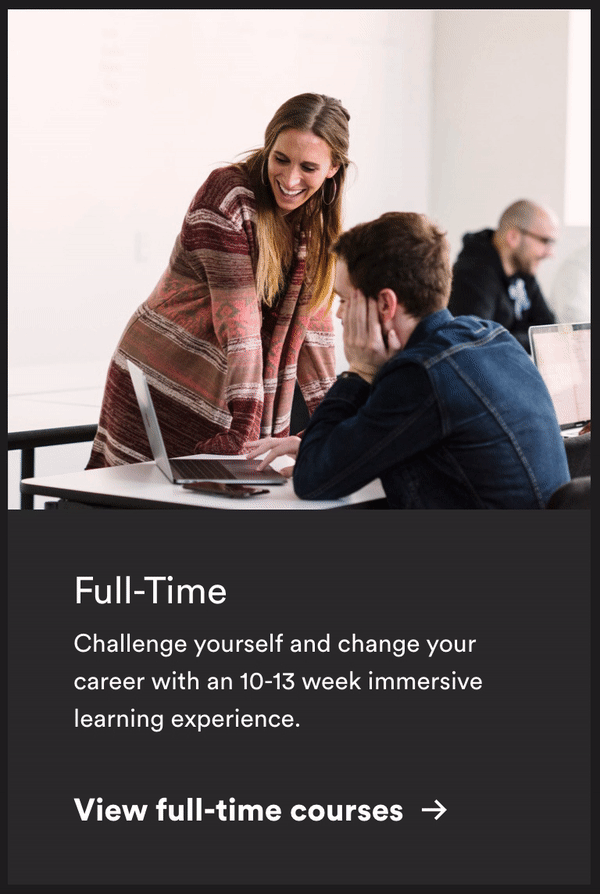 Full-Time
Challenge yourself and change your
career with an 10-13 week immersive
learning experience.
View full-time courses →